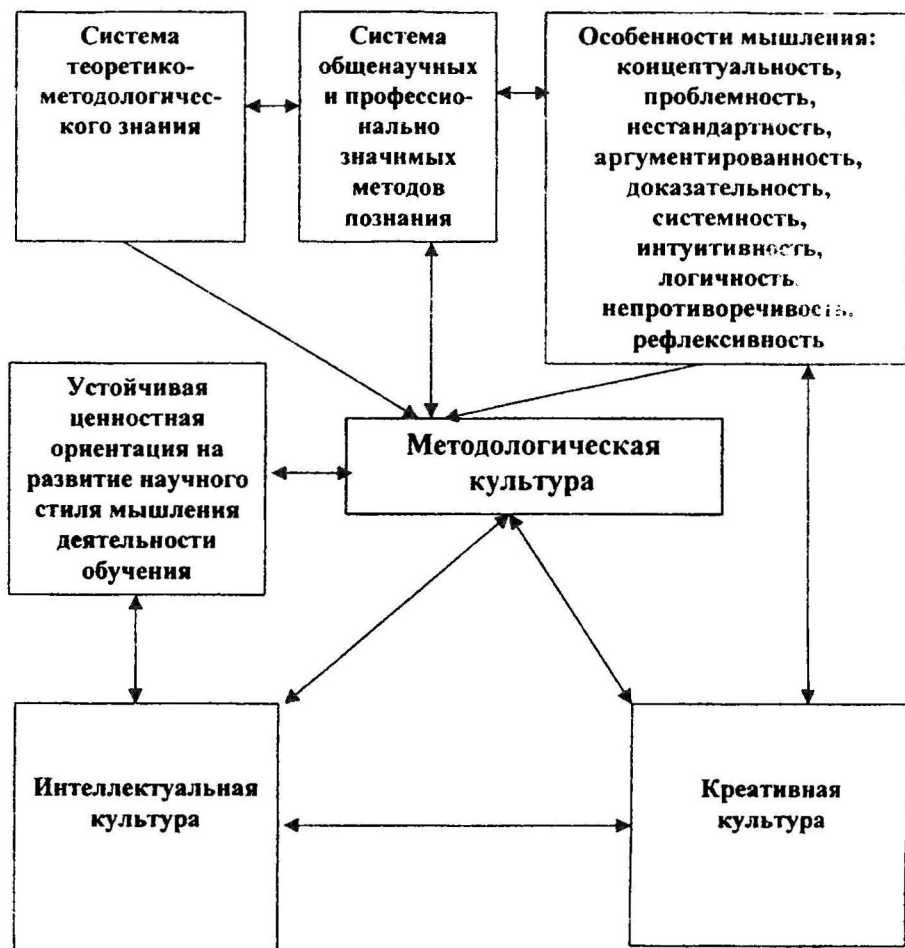 Система
теоретико-
методологичес-
кого знания
Система
общенаучных
и профессио-
нально
значимых
методов
познания
Особенности мышления:
концептуальность,
проблемность,
нестандартность,
аргументированность,
доказательность,
системность,
интуитивность,
логичность,
непротиворечивость,
рефлексивность
Устойчивая
ценностная
ориентация на
развитие научного
стиля мышления
деятельности
обучения
Методологическая
культура
Интеллектуальная
культура
Креативная
культура